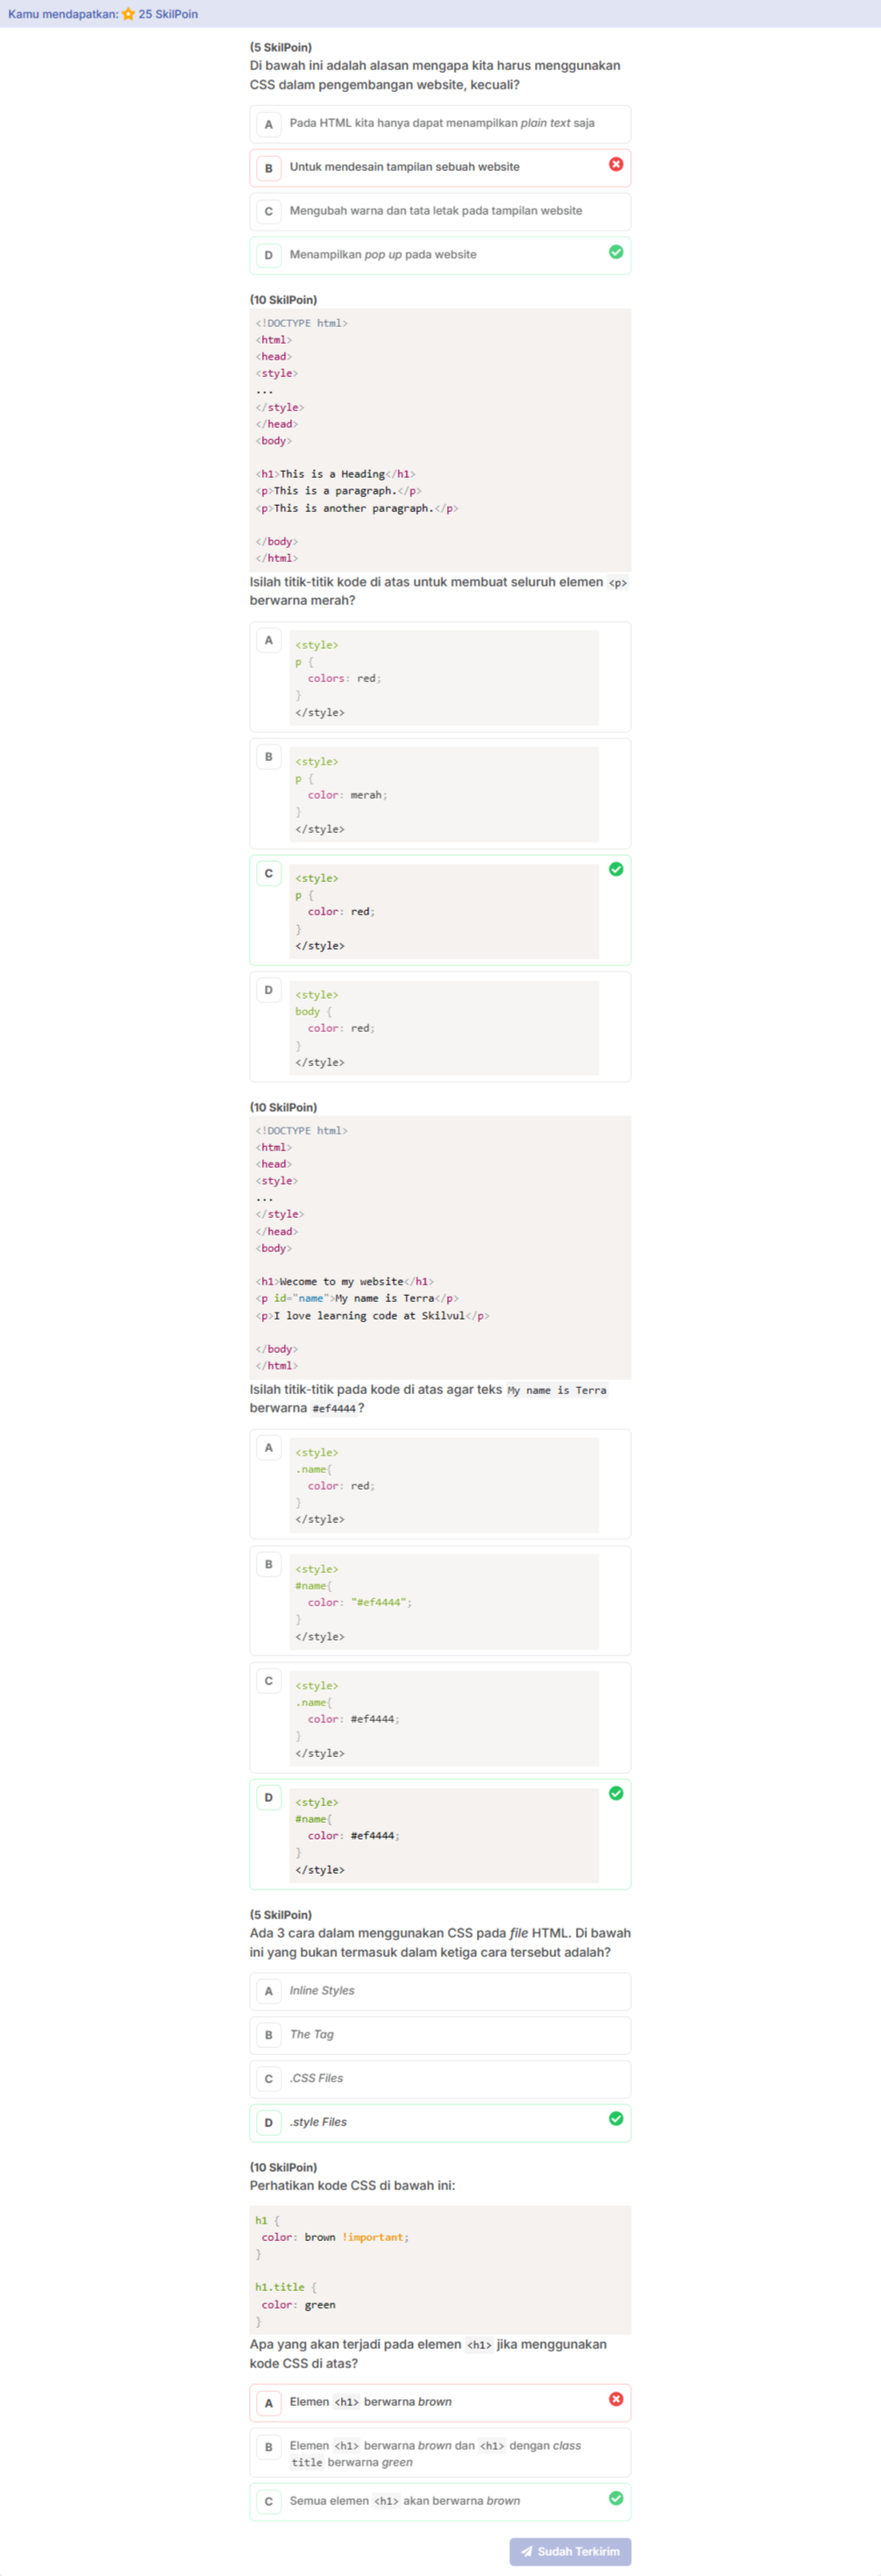 Kamu mendapatkan: 25 SkilPoin
(5 SkilPoin)
Di bawah ini adalah alasan mengapa kita harus menggunakan
CSS dalam pengembangan website, kecuali?
A Pada HTML kita hanya dapat menampilkan plain text saja
B Untuk mendesain tampilan sebuah website
C Mengubah warna dan tata letak pada tampilan website
D Menampilkan pop up pada website
(10 SkilPoin)
<!DOCTYPE html>
<html>
<head>
<style>
...
</style>
</head>
<body>
<h1>This is a Heading</h1>
<p>This is a paragraph.</p>
<p>This is another paragraph.</p>
</body>
</html>
Isilah titik-titik kode di atas untuk membuat seluruh elemen <p>
berwarna merah?
A <style>
p {
colors: red;
}
</style>
B <style>
p {
color: merah;
}
</style>
C <style>
p {
color: red;
}
</style>
D <style>
body {
color: red;
}
</style>
(10 SkilPoin)
<!DOCTYPE html>
<html>
<head>
<style>
...
</style>
</head>
<body>
<h1>Wecome to my website</h1>
<p id="name">My name is Terra</p>
<p>I love learning code at Skilvul</p>
</body>
</html>
Isilah titik-titik pada kode di atas agar teks My name is Terra
berwarna #ef4444?
A <style>
.name{
color: red;
}
</style>
B <style>
#name{
color: "#ef4444";
}
</style>
C <style>
.name{
color: #ef4444;
}
</style>
D <style>
#name{
color: #ef4444;
}
</style>
(5 SkilPoin)
Ada 3 cara dalam menggunakan CSS pada file HTML. Di bawah
ini yang bukan termasuk dalam ketiga cara tersebut adalah?
A Inline Styles
B The Tag
C .CSS Files
D .style Files
(10 SkilPoin)
Perhatikan kode CSS di bawah ini:
h1 {
color: brown !important;
}
h1.title {
color: green
}
Apa yang akan terjadi pada elemen <h1> jika menggunakan
kode CSS di atas?
A Elemen <h1> berwarna brown
B Elemen <h1> berwarna brown dan <h1> dengan class
title berwarna green
C Semua elemen <h1> akan berwarna brown
Sudah Terkirim